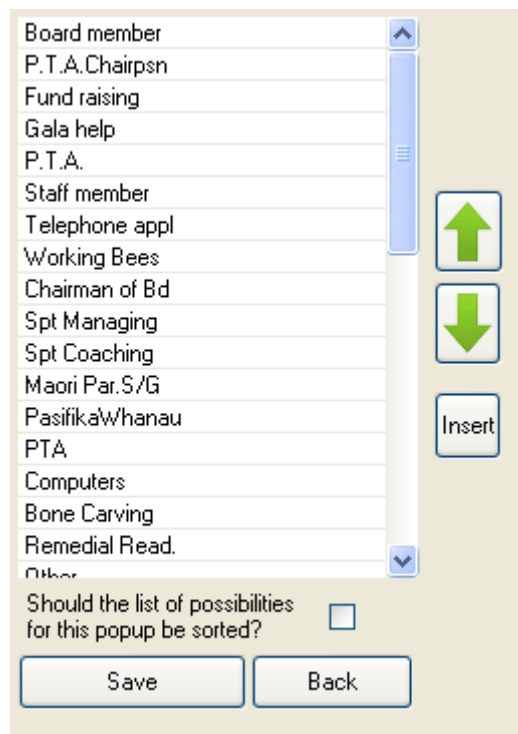 Board member
P.T.A.Chairpsn
Fund raising
Gala help
P.T.A.
Staff member
Telephone appl
Working Bees
Chairman of Bd
Spt Managing
Spt Coaching
Maori Par.S/G
PasifikaWhanau
PTA
Computers
Bone Carving
Remedial Read.
Other
Insert
Should the list of possibilities
for this popup be sorted?
Save
Back